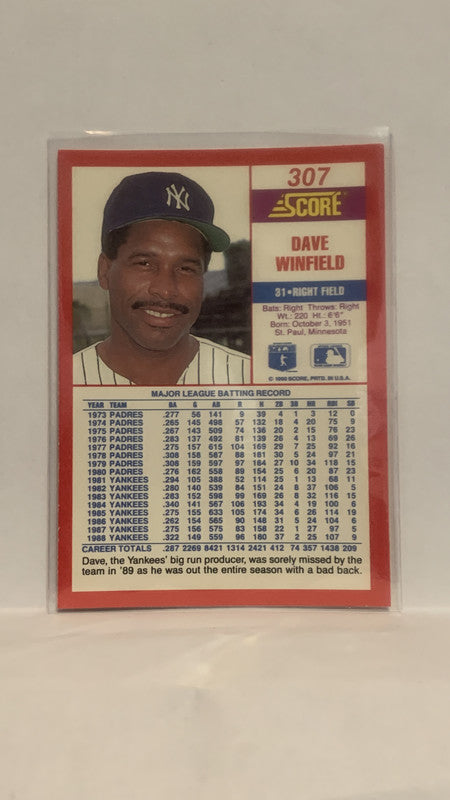 NY
307
SCORE
DAVE
WINFIELD
31•RIGHT FIELD
Bats: Right Throws: Right
Wt.: 220 Ht.: 6'6"
Born: October 3, 1951
St. Paul, Minnesota
© 1990 SCORE, PRTD. IN U.S.A.
MAJOR LEAGUE BATTING RECORD
YEAR TEAM BA G AB R H 2B 3B HR RBI SB
1973 PADRES .277 56 141 9 39 4 1 3 12 0
1974 PADRES .265 145 498 57 132 18 4 20 75 9
1975 PADRES .267 143 509 74 136 20 2 15 76 23
1976 PADRES .283 137 492 81 139 26 4 13 69 26
1977 PADRES .275 157 615 104 169 29 7 25 92 16
1978 PADRES .308 158 587 88 181 30 5 24 97 21
1979 PADRES .308 159 597 97 184 27 10 34 118 15
1980 PADRES .276 162 558 89 154 25 6 20 87 23
1981 YANKEES .294 105 388 52 114 25 1 13 68 11
1982 YANKEES .280 140 539 84 151 24 8 37 106 5
1983 YANKEES .283 152 598 99 169 26 8 32 116 15
1984 YANKEES .340 141 567 106 193 34 4 19 100 6
1985 YANKEES .275 155 633 105 174 34 6 26 114 19
1986 YANKEES .262 154 565 90 148 31 5 24 104 6
1987 YANKEES .275 156 575 83 158 22 1 27 97 5
1988 YANKEES .322 149 559 96 180 37 2 25 107 9
CAREER TOTALS .287 2269 8421 1314 2421 412 74 357 1438 209
Dave, the Yankees' big run producer, was sorely missed by the
team in '89 as he was out the entire season with a bad back.